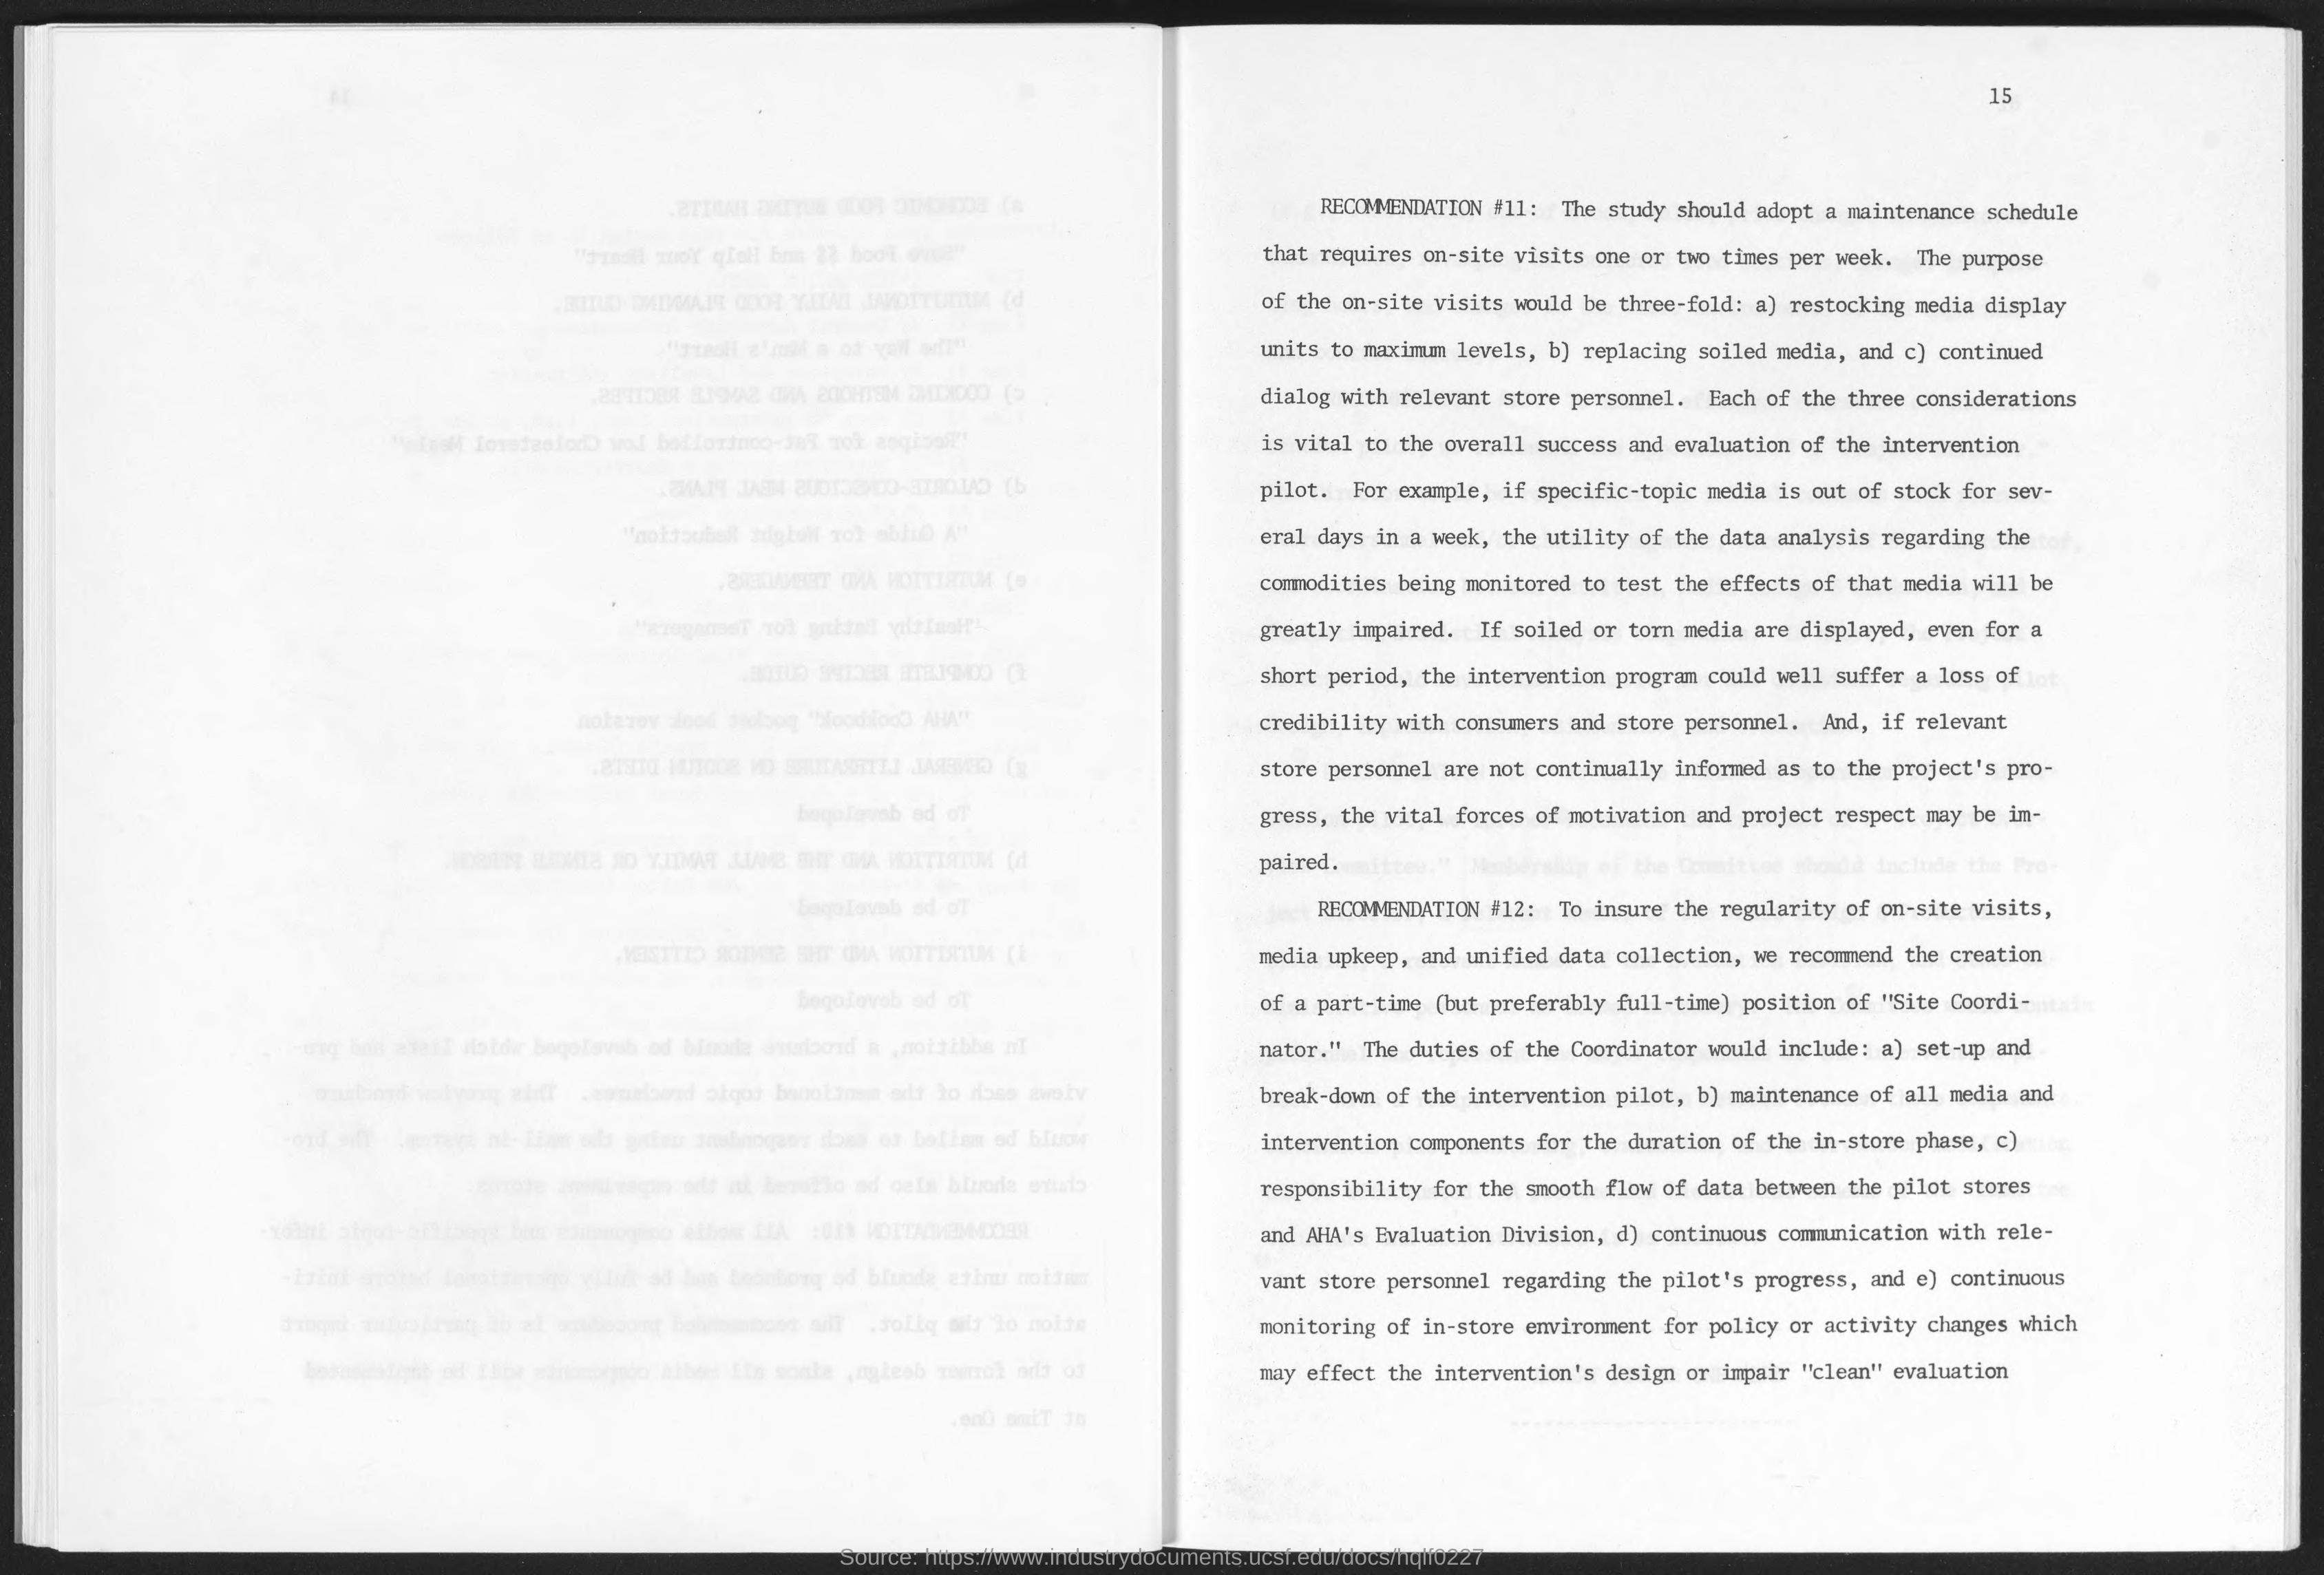 15
RECOMMENDATION #11: The study should adopt a maintenance schedule
that requires on-site visits one or two times per week. The purpose
of the on-site visits would be three-fold: a) restocking media display
units to maximum levels, b) replacing soiled media, and c) continued
dialog with relevant store personnel. Each of the three considerations
is vital to the overall success and evaluation of the intervention
pilot. For example, if specific-topic media is out of stock for sev-
eral days in a week, the utility of the data analysis regarding the
commodities being monitored to test the effects of that media will be
greatly impaired. If soiled or torn media are displayed, even for a
short period, the intervention program could well suffer a loss of
credibility with consumers and store personnel. And, if relevant
store personnel are not continually informed as to the project's pro-
gress, the vital forces of motivation and project respect may be im-
paired.
RECOMMENDATION #12: To insure the regularity of on-site visits,
media upkeep, and unified data collection, we recommend the creation
of a part-time (but preferably full-time) position of "Site Coordi-
nator." The duties of the Coordinator would include: a) set-up and
break-down of the intervention pilot, b) maintenance of all media and
intervention components for the duration of the in-store phase, c)
responsibility for the smooth flow of data between the pilot stores
and AHA's Evaluation Division, d) continuous communication with rele-
vant store personnel regarding the pilot's progress, and e) continuous
monitoring of in-store environment for policy or activity changes which
may effect the intervention's design or impair "clean" evaluation
Source: https://www.industrydocuments.ucsf.edu/docs/hqlf0227